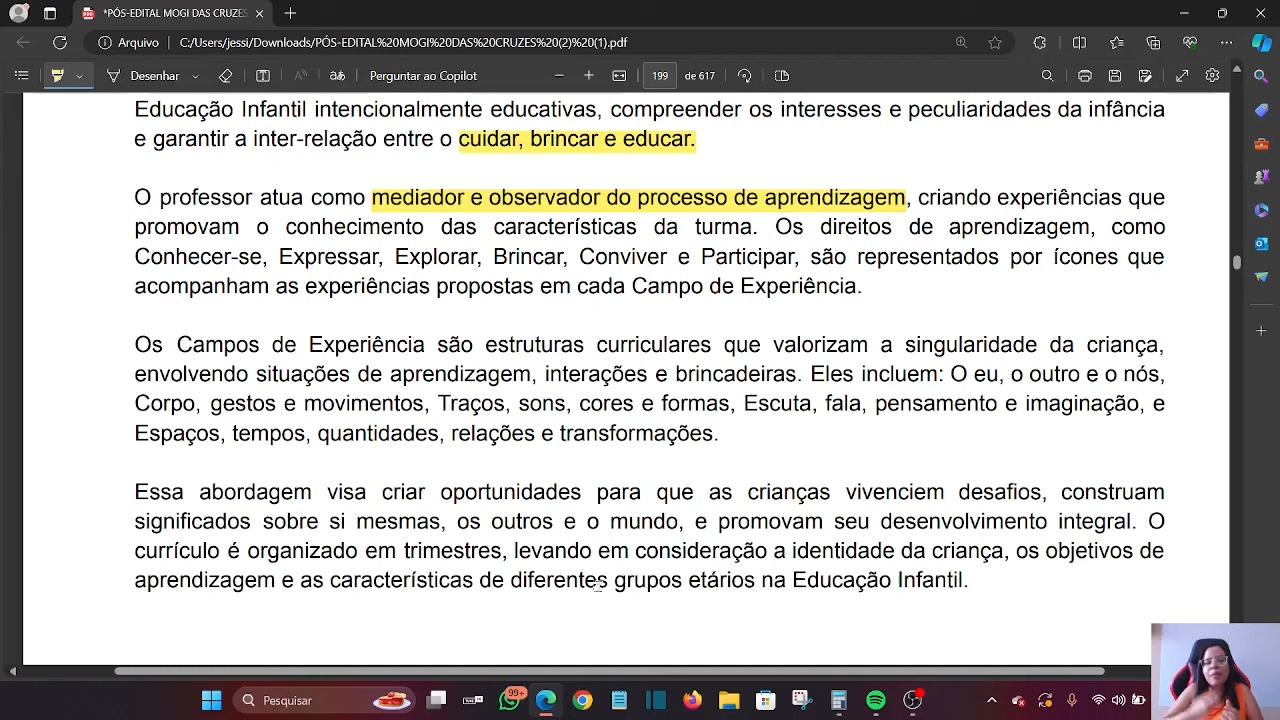 *PÓS-EDITAL MOGI DAS CRUZES
Arquivo
C:/Users/jessi/Downloads/PÓS-EDITAL%20MOGI%20DAS%20CRUZES%20(2)%20(1).pdf
Desenhar
Perguntar ao Copilot
199 de 617
Educação Infantil intencionalmente educativas, compreender os interesses e peculiaridades da infância
e garantir a inter-relação entre o cuidar, brincar e educar.
O professor atua como mediador e observador do processo de aprendizagem, criando experiências que
promovam o conhecimento das características da turma. Os direitos de aprendizagem, como
Conhecer-se, Expressar, Explorar, Brincar, Conviver e Participar, são representados por ícones que
acompanham as experiências propostas em cada Campo de Experiência.
Os Campos de Experiência são estruturas curriculares que valorizam a singularidade da criança,
envolvendo situações de aprendizagem, interações e brincadeiras. Eles incluem: O eu, o outro e o nós,
Corpo, gestos e movimentos, Traços, sons, cores e formas, Escuta, fala, pensamento e imaginação, e
Espaços, tempos, quantidades, relações e transformações.
Essa abordagem visa criar oportunidades para que as crianças vivenciem desafios, construam
significados sobre si mesmas, os outros e o mundo, e promovam seu desenvolvimento integral. O
currículo é organizado em trimestres, levando em consideração a identidade da criança, os objetivos de
aprendizagem e as características de diferentes grupos etários na Educação Infantil.
Pesquisar
99+